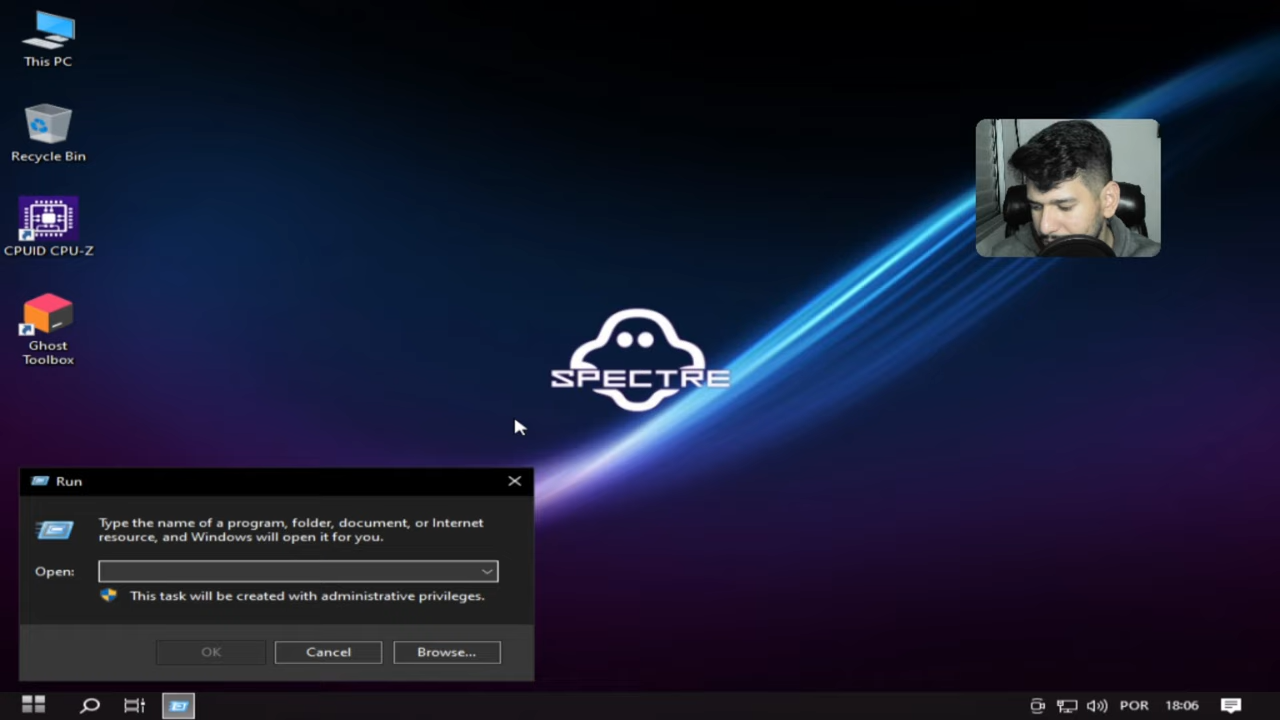 This PC
Recycle Bin
CPUID CPU-Z
Ghost
Toolbox
SPECTRE
Run
Type the name of a program, folder, document, or Internet
resource, and Windows will open it for you.
Open:
This task will be created with administrative privileges.
OK
Cancel
Browse...
POR
18:06